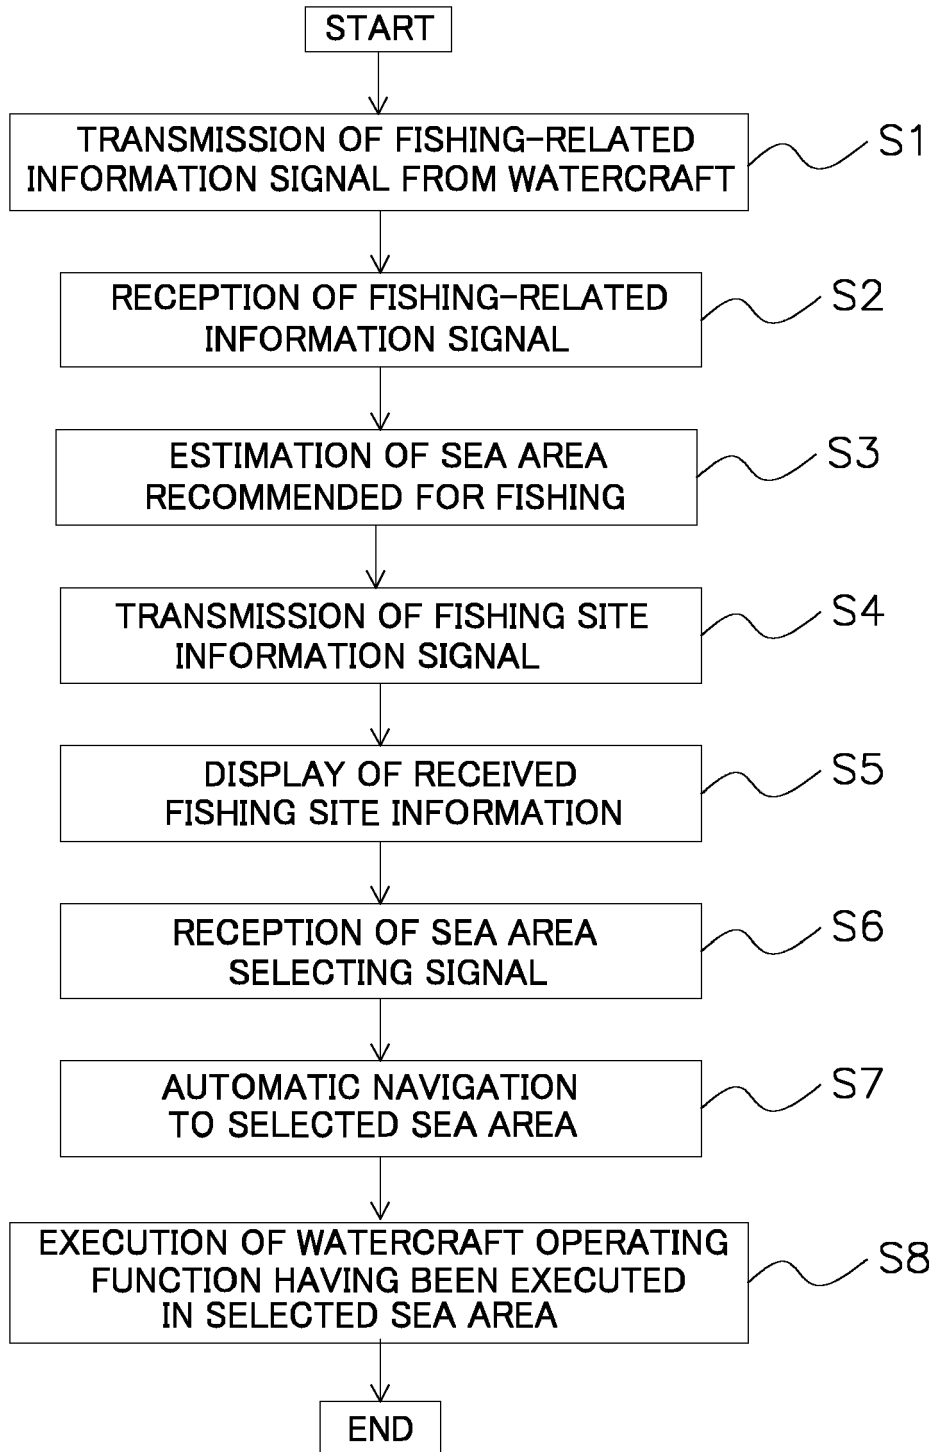 START
TRANSMISSION OF FISHING-RELATED
INFORMATION SIGNAL FROM WATERCRAFT
S1
RECEPTION OF FISHING-RELATED
INFORMATION SIGNAL
S2
ESTIMATION OF SEA AREA
RECOMMENDED FOR FISHING
S3
TRANSMISSION OF FISHING SITE
INFORMATION SIGNAL
S4
DISPLAY OF RECEIVED
FISHING SITE INFORMATION
S5
RECEPTION OF SEA AREA
SELECTING SIGNAL
S6
AUTOMATIC NAVIGATION
TO SELECTED SEA AREA
S7
EXECUTION OF WATERCRAFT OPERATING
FUNCTION HAVING BEEN EXECUTED
IN SELECTED SEA AREA
S8
END